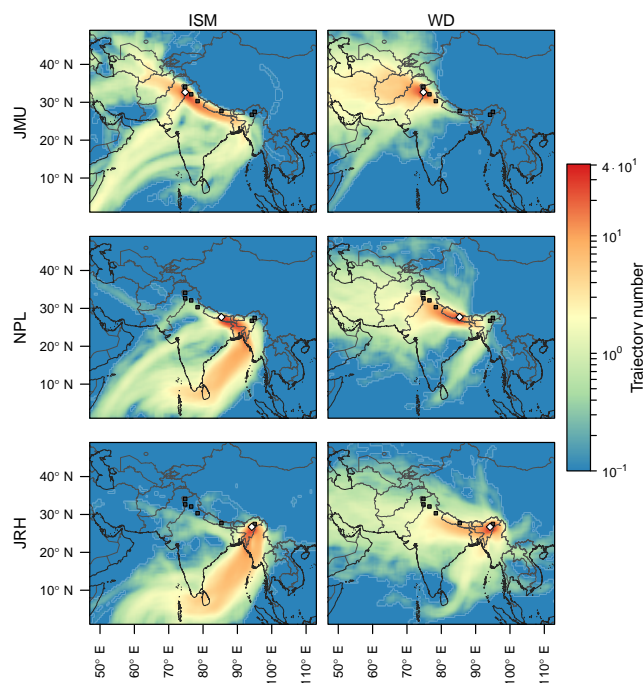 ISM WD
JMU
40° N
30° N
20° N
10° N
NPL
40° N
30° N
20° N
10° N
JRH
40° N
30° N
20° N
10° N
50° E 60° E 70° E 80° E 90° E 100° E 110° E 50° E 60° E 70° E 80° E 90° E 100° E 110° E
4 · 10¹
10¹
10⁰
10⁻¹
Trajectory number